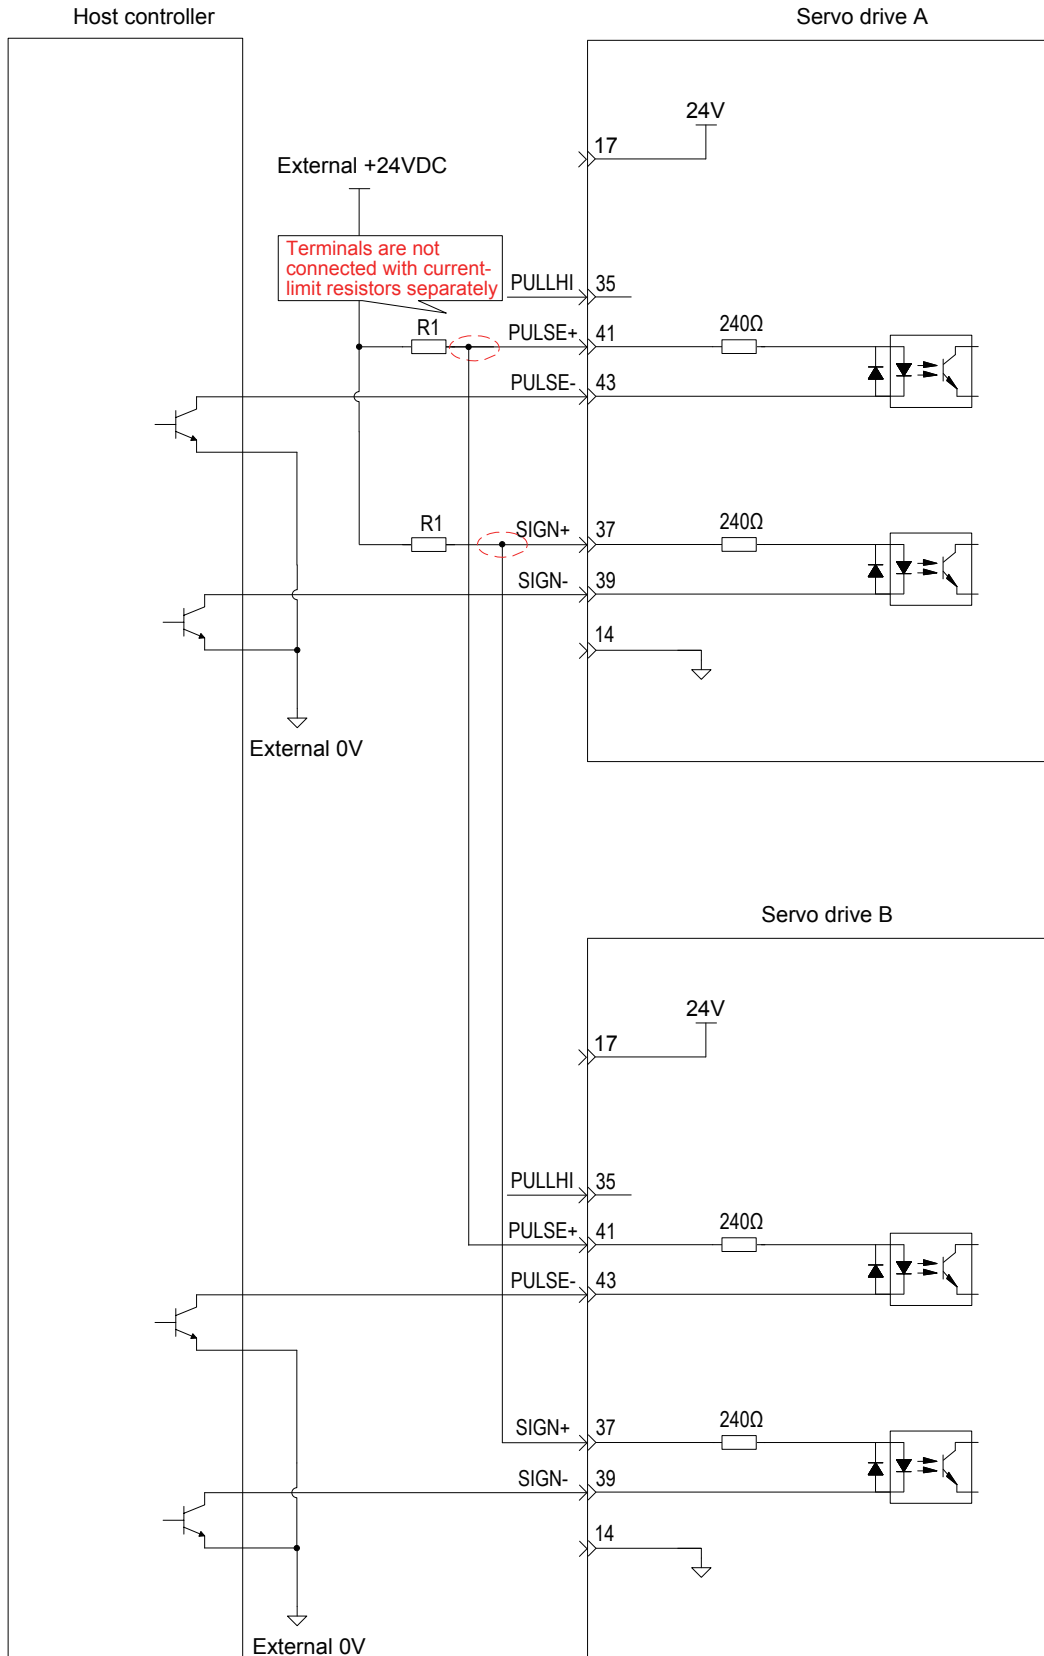 Host controller
Servo drive A
24V
17
External +24VDC
Terminals are not
connected with current-
limit resistors separately
PULLHI
35
R1
PULSE+
41
240Ω
PULSE-
43
R1
SIGN+
37
240Ω
SIGN-
39
14
External 0V
Servo drive B
24V
17
PULLHI
35
PULSE+
41
240Ω
PULSE-
43
SIGN+
37
240Ω
SIGN-
39
14
External 0V